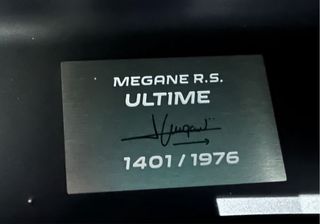 MEGANE R.S.
ULTIME
1401 / 1976